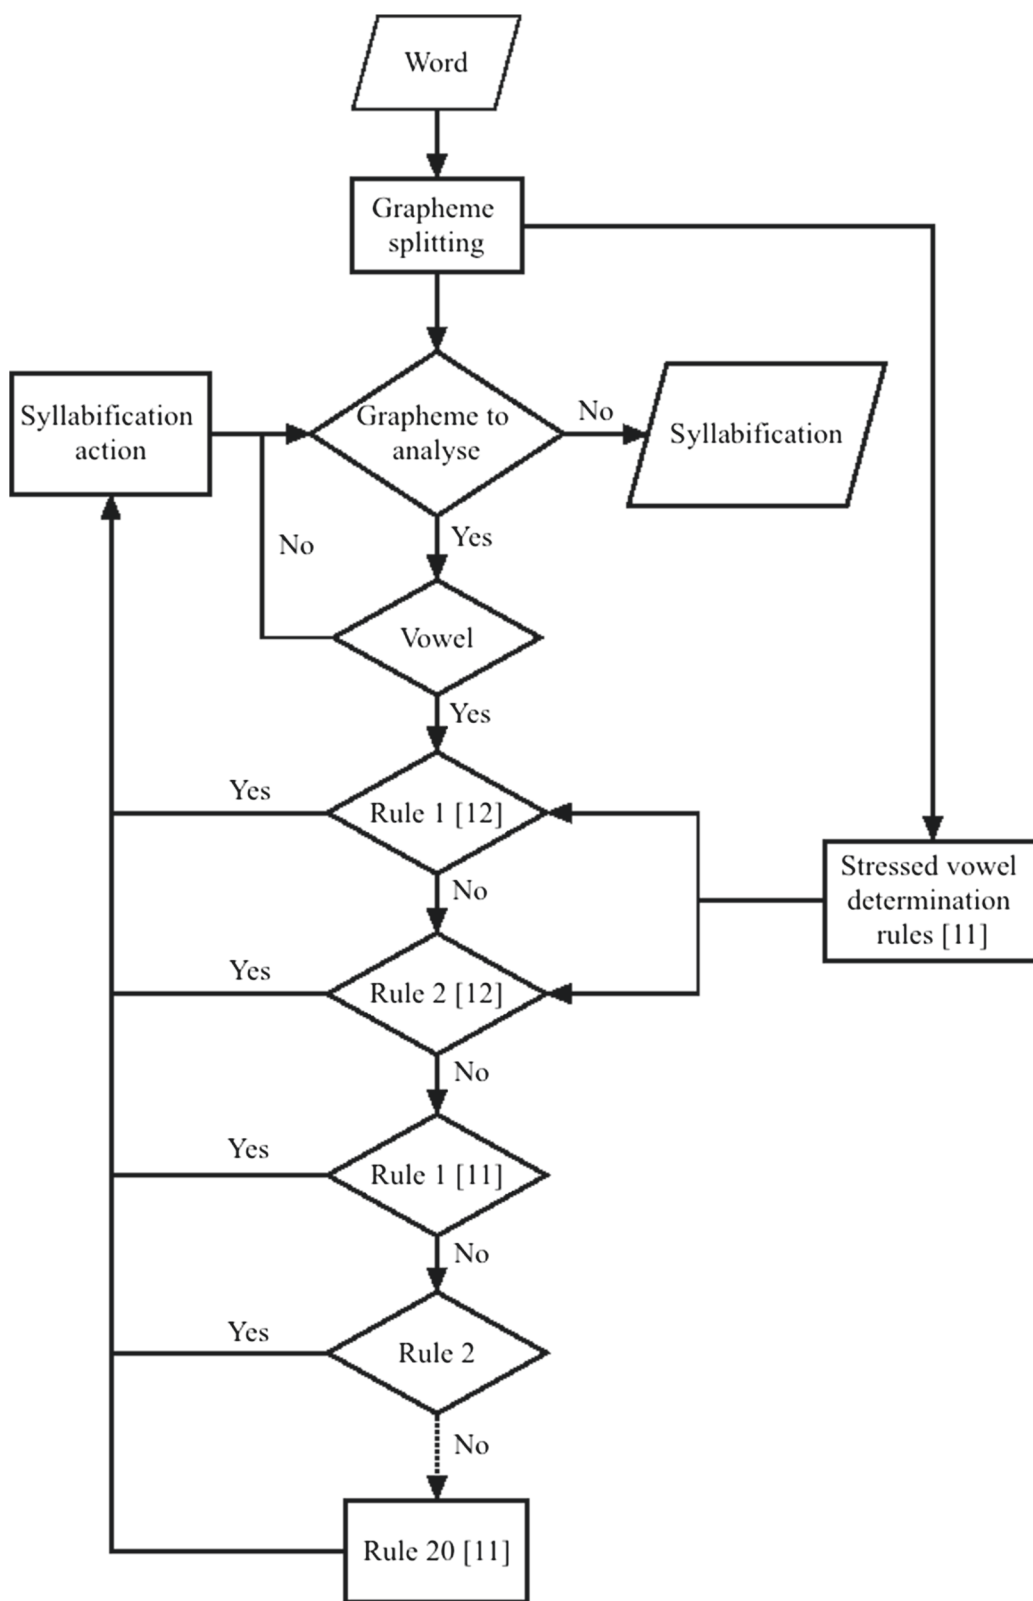 Word
Grapheme
splitting
Syllabification
action
Grapheme to
analyse
No
Syllabification
No
Yes
Vowel
Yes
Yes
Rule 1 [12]
No
Stressed vowel
determination
rules [11]
Yes
Rule 2 [12]
No
Yes
Rule 1 [11]
No
Yes
Rule 2
No
Rule 20 [11]